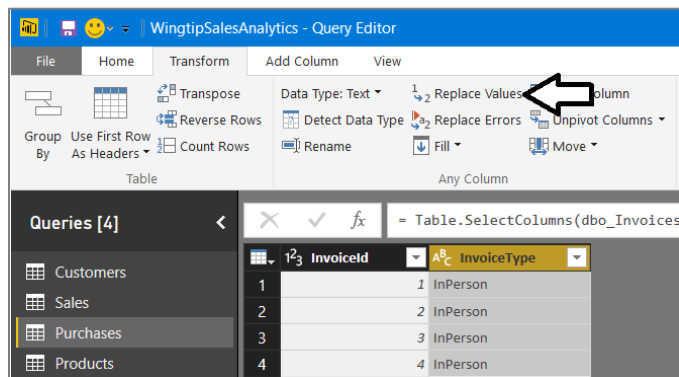 WingtipSalesAnalytics - Query Editor
File Home Transform Add Column View
Transpose Data Type: Text Replace Values
Reverse Rows Detect Data Type Replace Errors Unpivot Columns
Group By Use First Row As Headers Count Rows Rename Fill Move
Table Any Column
Queries [4] fx = Table.SelectColumns(dbo_Invoices
123 InvoiceId ABC InvoiceType
Customers 1 1 InPerson
Sales 2 2 InPerson
Purchases 3 3 InPerson
Products 4 4 InPerson